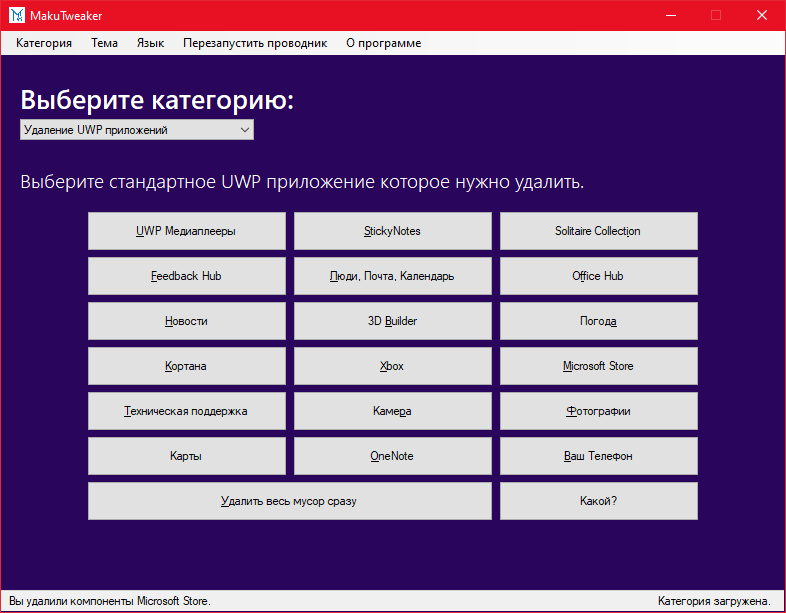 MakuTweaker
Категория Тема Язык Перезапустить проводник О программе
Выберите категорию:
Удаление UWP приложений
Выберите стандартное UWP приложение которое нужно удалить.
UWP Медиаплееры StickyNotes Solitaire Collection
Feedback Hub Люди, Почта, Календарь Office Hub
Новости 3D Builder Погода
Кортана Xbox Microsoft Store
Техническая поддержка Камера Фотографии
Карты OneNote Ваш Телефон
Удалить весь мусор сразу Какой?
Вы удалили компоненты Microsoft Store. Категория загружена.